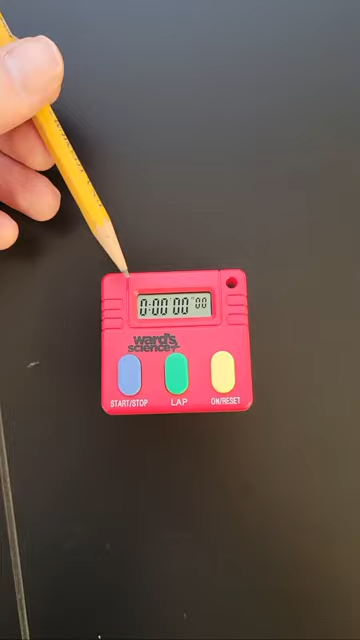 0:00'00"00
ward's
science+
START/STOP
LAP
ON/RESET